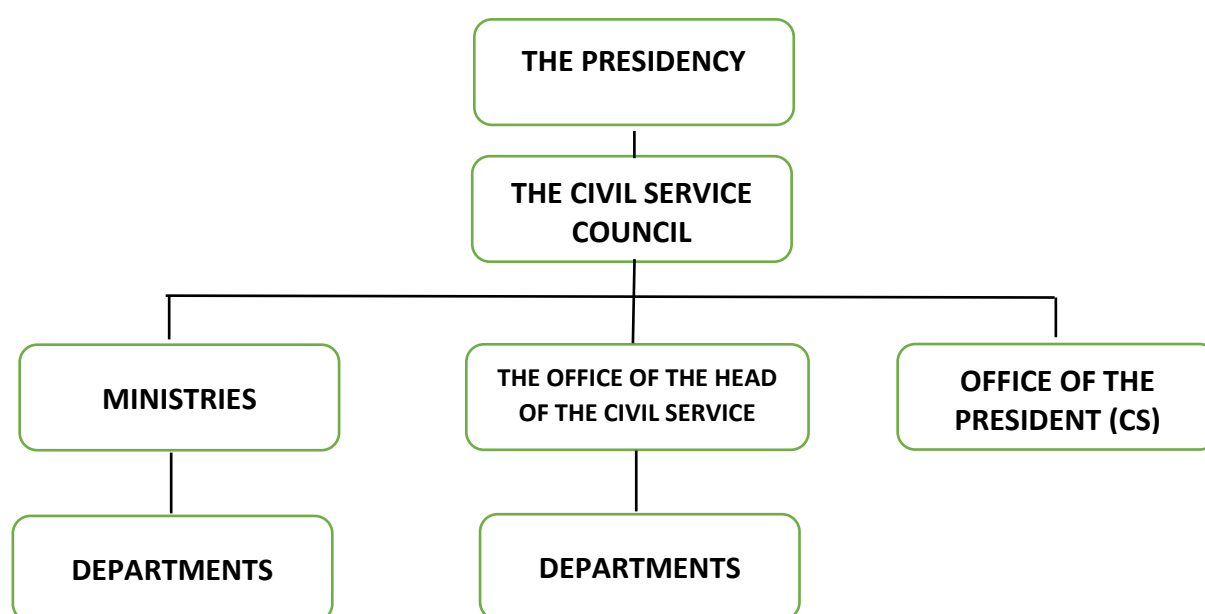 THE PRESIDENCY
THE CIVIL SERVICE
COUNCIL
MINISTRIES
THE OFFICE OF THE HEAD
OF THE CIVIL SERVICE
OFFICE OF THE
PRESIDENT (CS)
DEPARTMENTS
DEPARTMENTS